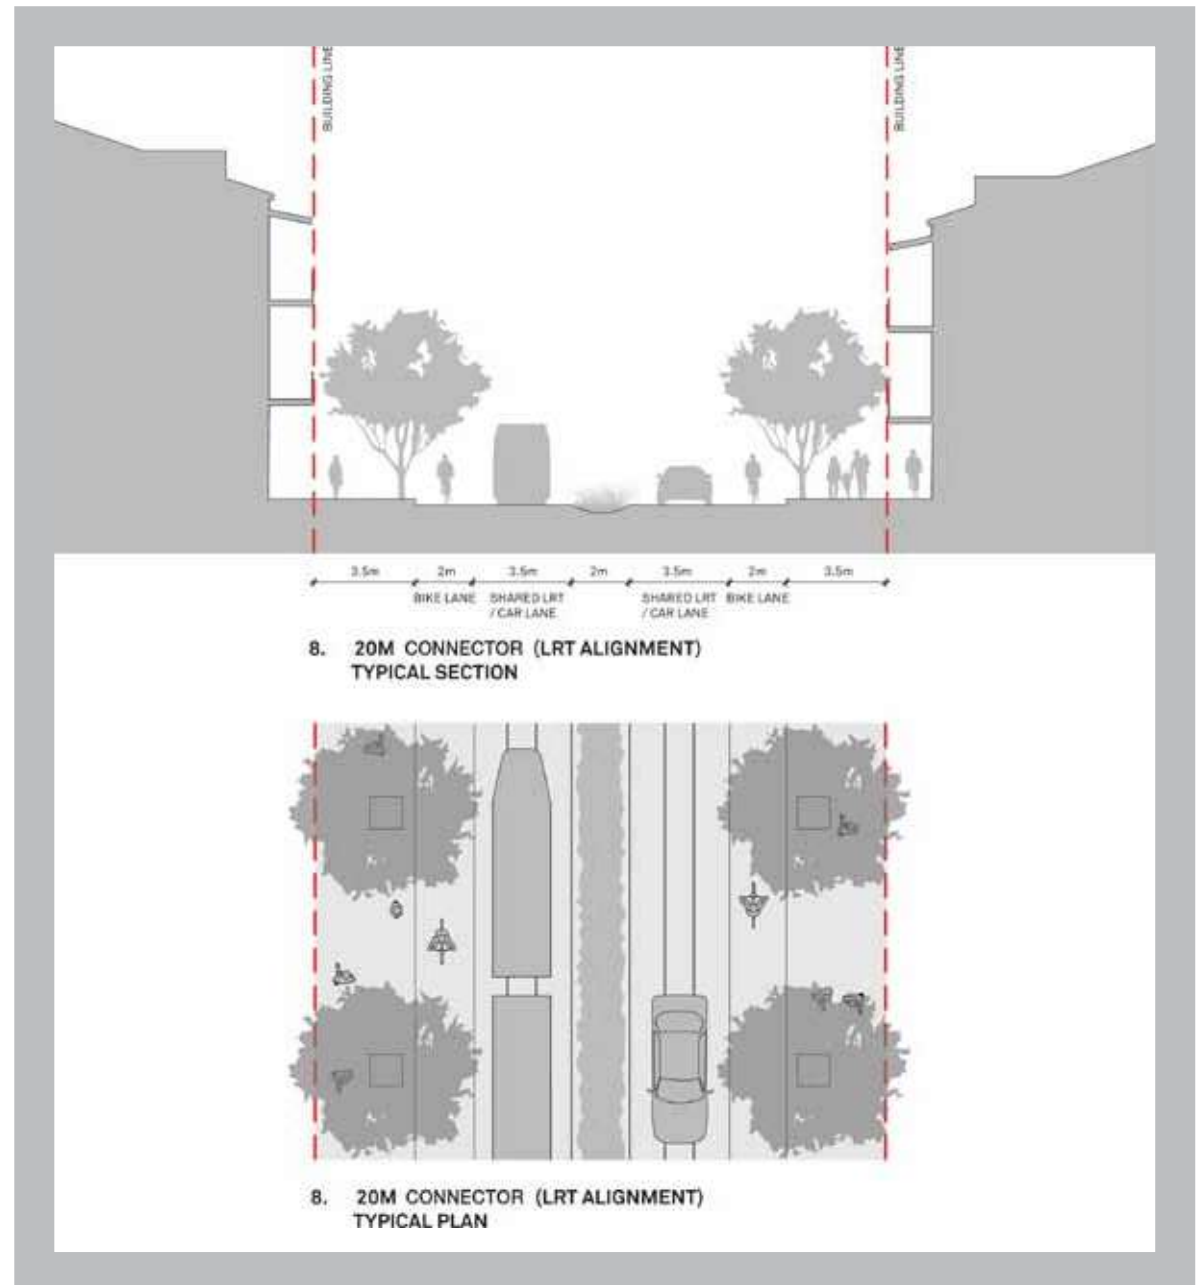 BUILDING LINE
BUILDING LINE
3.5m 2m 3.5m 2m 3.5m 2m 3.5m
BIKE LANE SHARED LRT SHARED LRT BIKE LANE
/ CAR LANE / CAR LANE
8. 20M CONNECTOR (LRT ALIGNMENT)
TYPICAL SECTION
8. 20M CONNECTOR (LRT ALIGNMENT)
TYPICAL PLAN